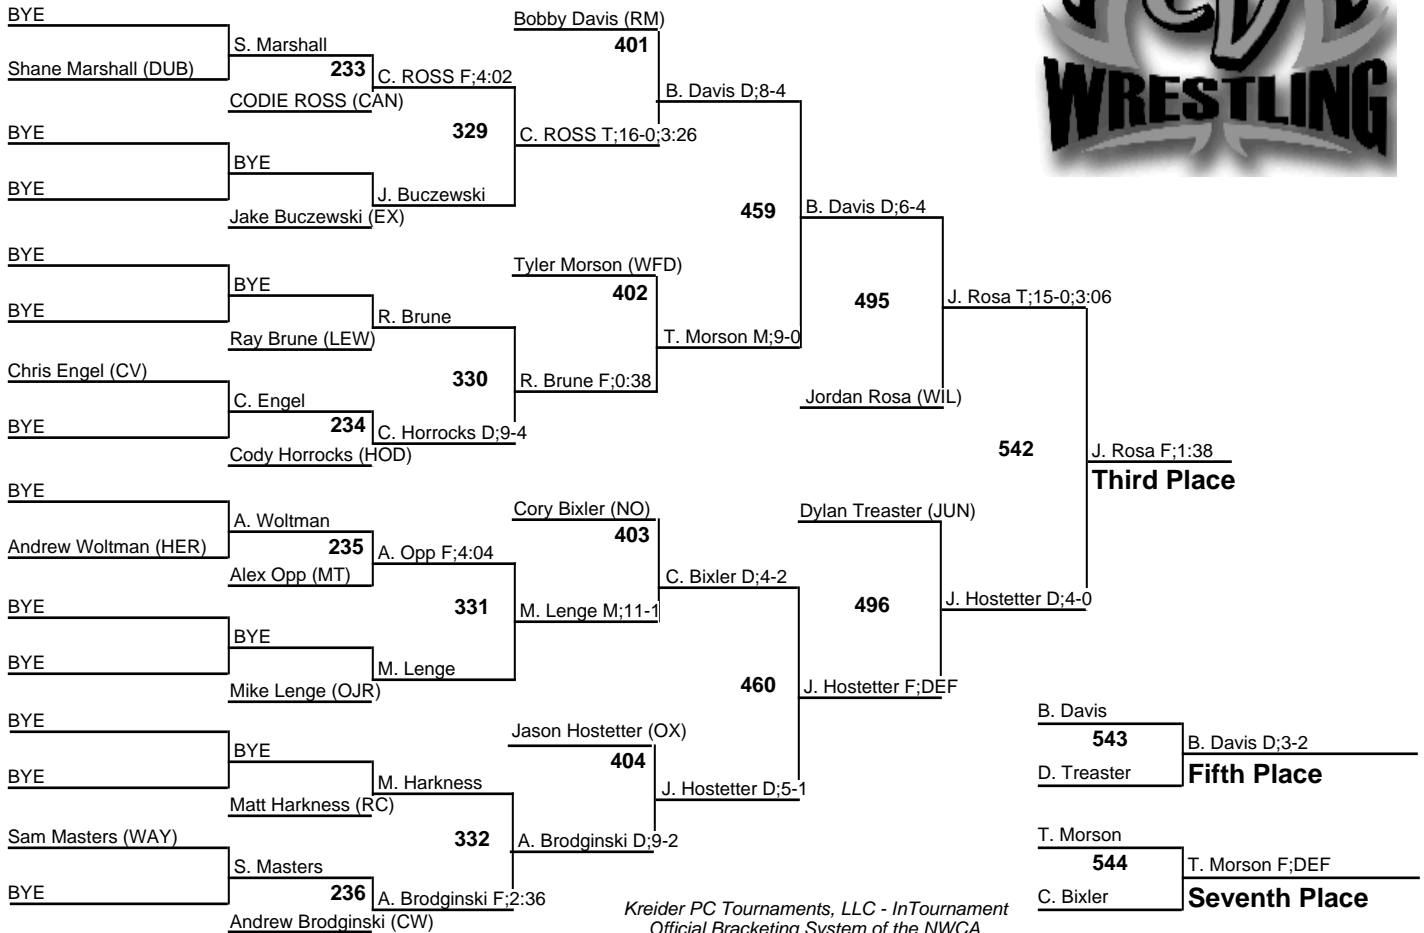 BYE
Bobby Davis (RM)
S. Marshall
401
Shane Marshall (DUB)
233
C. ROSS F;4:02
B. Davis D;8-4
CODIE ROSS (CAN)
WRESTLING
BYE
329
C. ROSS T;16-0;3:26
BYE
BYE
J. Buczewski
Jake Buczewski (EX)
459
B. Davis D;6-4
BYE
Tyler Morson (WFD)
BYE
402
495
J. Rosa T;15-0;3:06
BYE
R. Brune
Ray Brune (LEW)
T. Morson M;9-0
Chris Engel (CV)
330
R. Brune F;0:38
C. Engel
Jordan Rosa (WIL)
BYE
234
C. Horrocks D;9-4
Cody Horrocks (HOD)
542
J. Rosa F;1:38
Third Place
BYE
Cory Bixler (NO)
Dylan Treaster (JUN)
A. Woltman
403
Andrew Woltman (HER)
235
A. Opp F;4:04
Alex Opp (MT)
C. Bixler D;4-2
BYE
331
M. Lenge M;11-1
496
J. Hostetter D;4-0
BYE
BYE
M. Lenge
Mike Lenge (OJR)
460
J. Hostetter F;DEF
BYE
Jason Hostetter (OX)
B. Davis
BYE
404
543
B. Davis D;3-2
BYE
M. Harkness
J. Hostetter D;5-1
D. Treaster
Fifth Place
Matt Harkness (RC)
Sam Masters (WAY)
332
A. Brodginski D;9-2
T. Morson
S. Masters
544
T. Morson F;DEF
BYE
236
A. Brodginski F;2:36
C. Bixler
Seventh Place
Andrew Brodginski (CW)
Kreider PC Tournaments, LLC - InTournament
Official Bracketing System of the NWCA